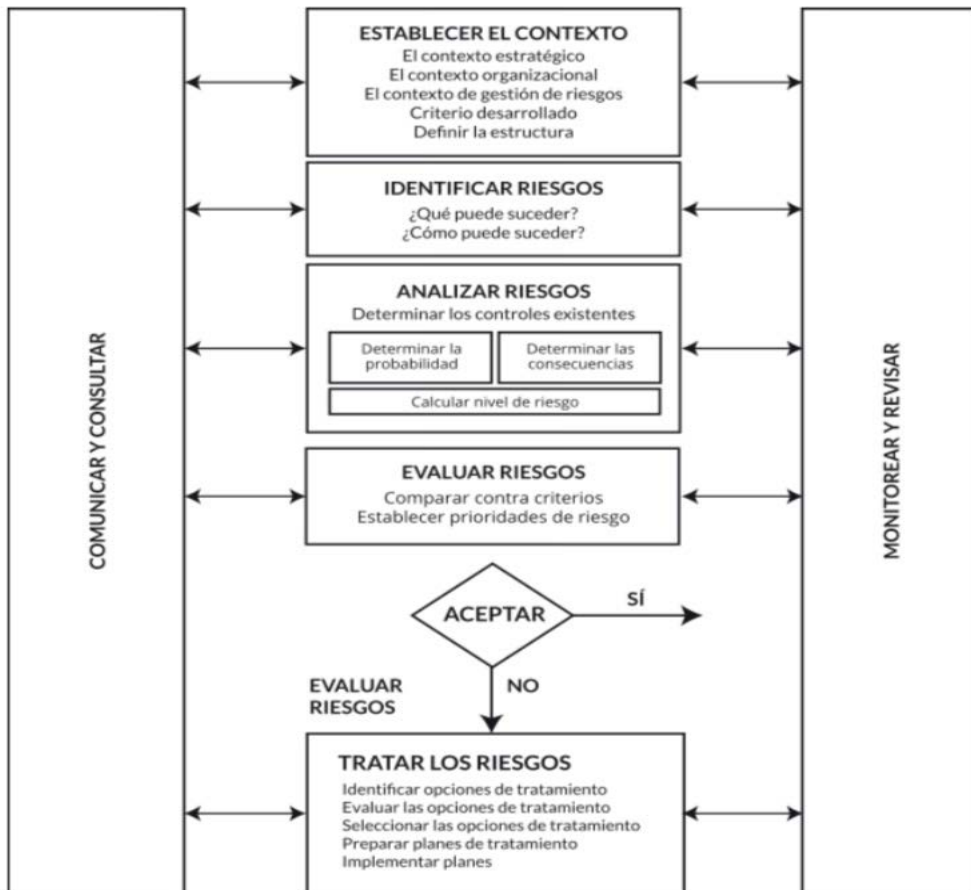 COMUNICAR Y CONSULTAR
ESTABLECER EL CONTEXTO
El contexto estratégico
El contexto organizacional
El contexto de gestión de riesgos
Criterio desarrollado
Definir la estructura
IDENTIFICAR RIESGOS
¿Qué puede suceder?
¿Cómo puede suceder?
ANALIZAR RIESGOS
Determinar los controles existentes
Determinar la
probabilidad
Determinar las
consecuencias
Calcular nivel de riesgo
EVALUAR RIESGOS
Comparar contra criterios
Establecer prioridades de riesgo
ACEPTAR
SÍ
NO
EVALUAR
RIESGOS
TRATAR LOS RIESGOS
Identificar opciones de tratamiento
Evaluar las opciones de tratamiento
Seleccionar las opciones de tratamiento
Preparar planes de tratamiento
Implementar planes
MONITOREAR Y REVISAR